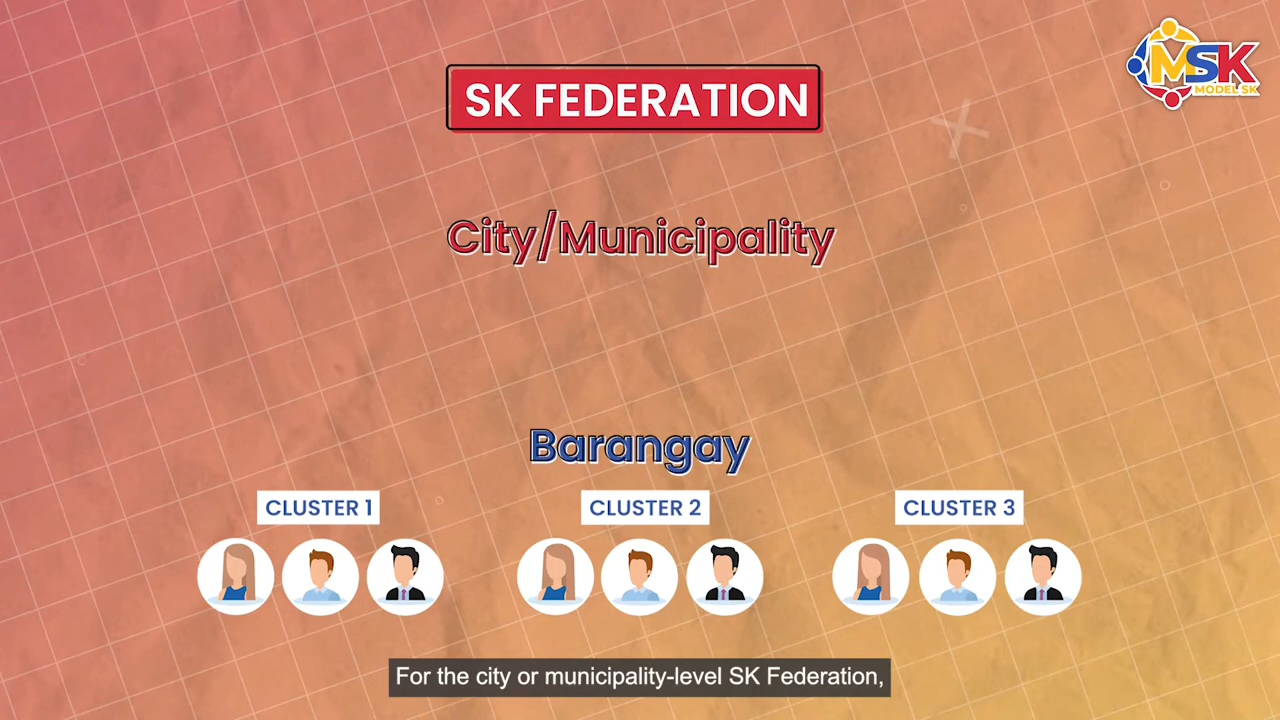 MSK
MODEL SK
SK FEDERATION
City/Municipality
Barangay
CLUSTER 1
CLUSTER 2
CLUSTER 3
For the city or municipality-level SK Federation,